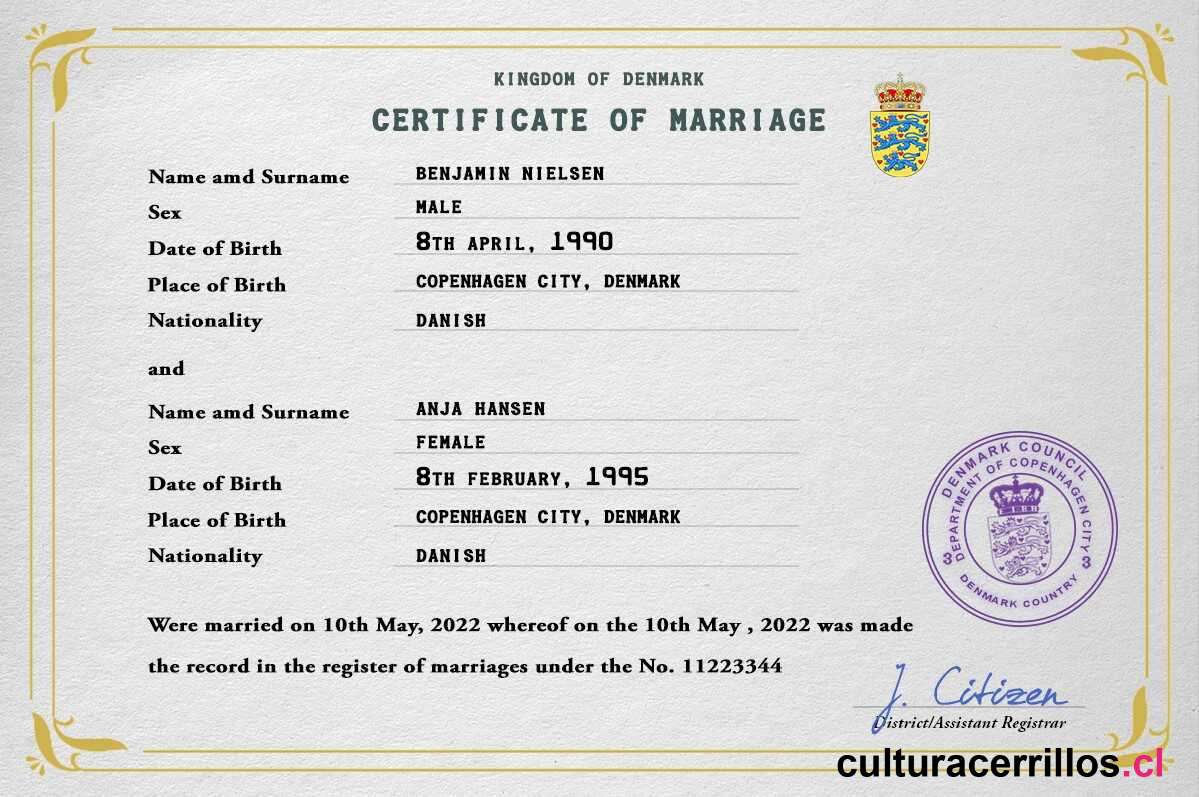 KINGDOM OF DENMARK
CERTIFICATE OF MARRIAGE
Name amd Surname BENJAMIN NIELSEN
Sex MALE
Date of Birth 8TH APRIL, 1990
Place of Birth COPENHAGEN CITY, DENMARK
Nationality DANISH
and
Name amd Surname ANJA HANSEN
Sex FEMALE
Date of Birth 8TH FEBRUARY, 1995
Place of Birth COPENHAGEN CITY, DENMARK
Nationality DANISH
DENMARK COUNCIL
DEPARTMENT OF COPENHAGEN CITY
3 3
DENMARK COUNTRY
Were married on 10th May, 2022 whereof on the 10th May , 2022 was made
the record in the register of marriages under the No. 11223344
J. Citizen
District/Assistant Registrar
culturacerrillos.cl